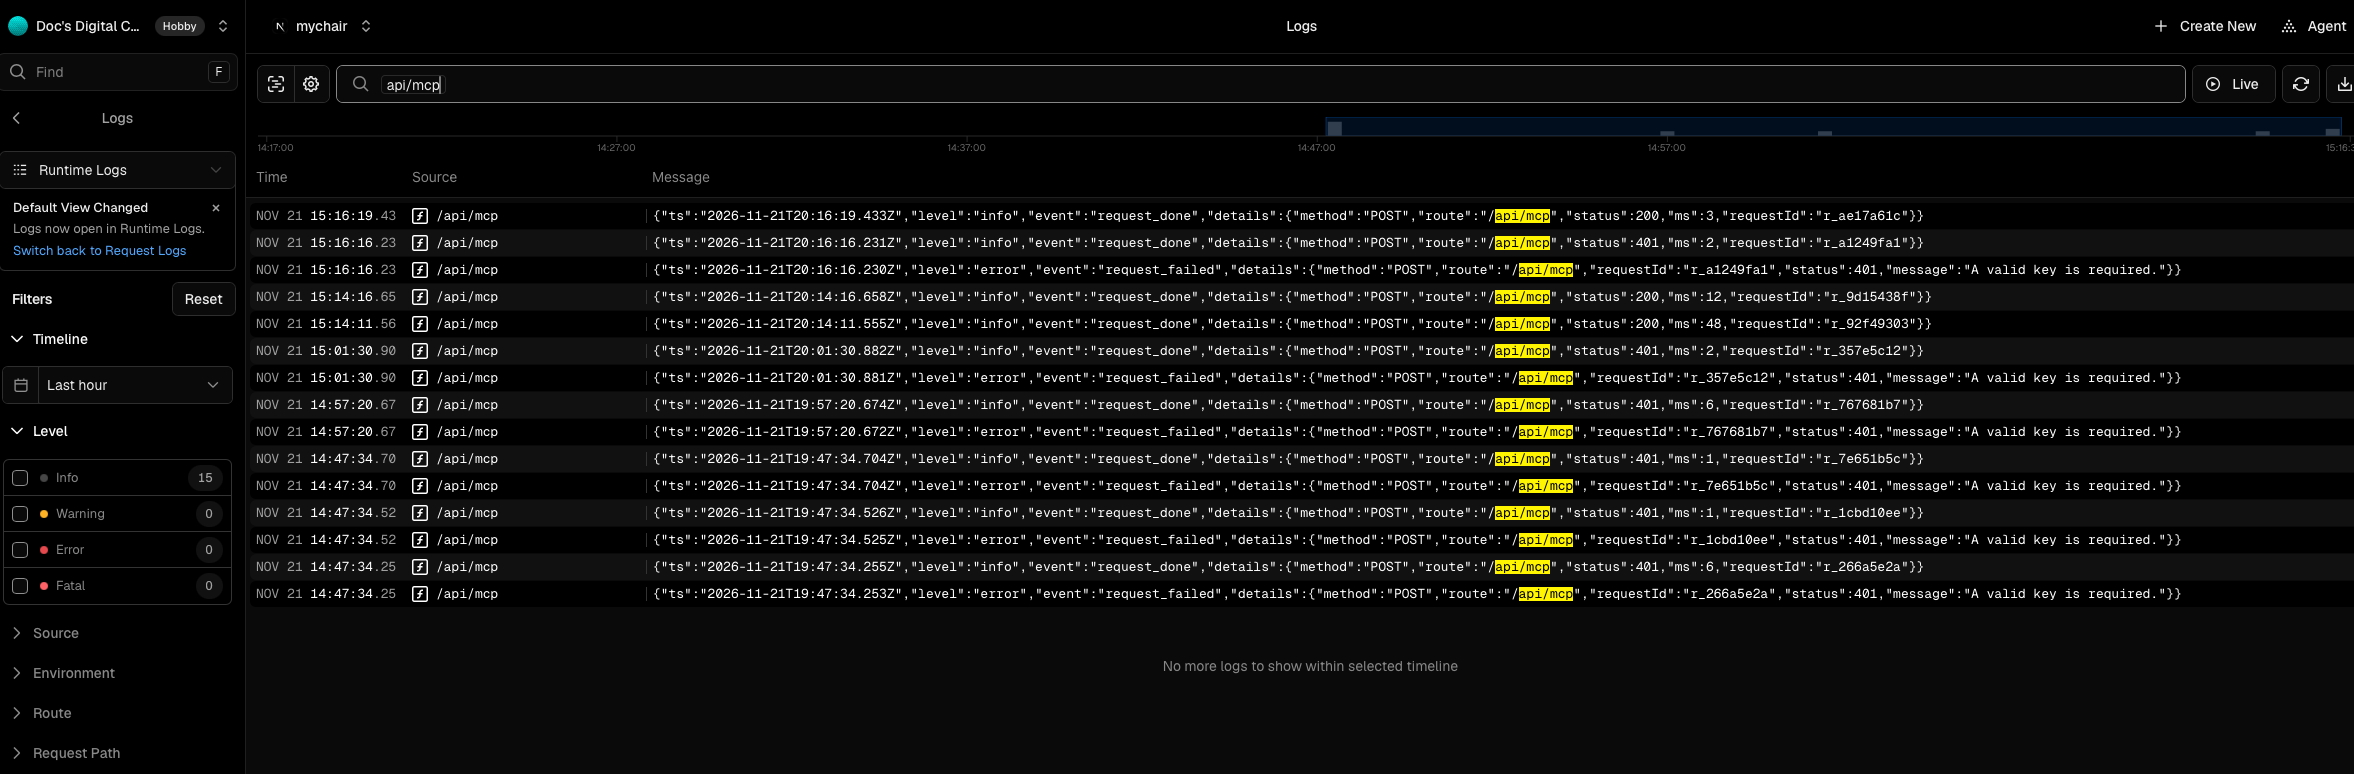 Doc's Digital C... Hobby
mychair
Logs
Create New
Agent
Find F
api/mcp
Live
Logs
14:17:00 14:27:00 14:37:00 14:47:00 14:57:00 15:16:3
Runtime Logs
Default View Changed ×
Logs now open in Runtime Logs.
Switch back to Request Logs
Filters Reset
Timeline
Last hour
Level
Info 15
Warning 0
Error 0
Fatal 0
Source
Environment
Route
Request Path
Time Source Message
NOV 21 15:16:19.43 /api/mcp {"ts":"2026-11-21T20:16:19.433Z","level":"info","event":"request_done","details":{"method":"POST","route":"/api/mcp","status":200,"ms":3,"requestId":"r_ae17a61c"}}
NOV 21 15:16:16.23 /api/mcp {"ts":"2026-11-21T20:16:16.231Z","level":"info","event":"request_done","details":{"method":"POST","route":"/api/mcp","status":401,"ms":2,"requestId":"r_a1249fa1"}}
NOV 21 15:16:16.23 /api/mcp {"ts":"2026-11-21T20:16:16.230Z","level":"error","event":"request_failed","details":{"method":"POST","route":"/api/mcp","requestId":"r_a1249fa1","status":401,"message":"A valid key is required."}}
NOV 21 15:14:16.65 /api/mcp {"ts":"2026-11-21T20:14:16.658Z","level":"info","event":"request_done","details":{"method":"POST","route":"/api/mcp","status":200,"ms":12,"requestId":"r_9d15438f"}}
NOV 21 15:14:11.56 /api/mcp {"ts":"2026-11-21T20:14:11.555Z","level":"info","event":"request_done","details":{"method":"POST","route":"/api/mcp","status":200,"ms":48,"requestId":"r_92f49303"}}
NOV 21 15:01:30.90 /api/mcp {"ts":"2026-11-21T20:01:30.882Z","level":"info","event":"request_done","details":{"method":"POST","route":"/api/mcp","status":401,"ms":2,"requestId":"r_357e5c12"}}
NOV 21 15:01:30.90 /api/mcp {"ts":"2026-11-21T20:01:30.881Z","level":"error","event":"request_failed","details":{"method":"POST","route":"/api/mcp","requestId":"r_357e5c12","status":401,"message":"A valid key is required."}}
NOV 21 14:57:20.67 /api/mcp {"ts":"2026-11-21T19:57:20.674Z","level":"info","event":"request_done","details":{"method":"POST","route":"/api/mcp","status":401,"ms":6,"requestId":"r_767681b7"}}
NOV 21 14:57:20.67 /api/mcp {"ts":"2026-11-21T19:57:20.672Z","level":"error","event":"request_failed","details":{"method":"POST","route":"/api/mcp","requestId":"r_767681b7","status":401,"message":"A valid key is required."}}
NOV 21 14:47:34.70 /api/mcp {"ts":"2026-11-21T19:47:34.704Z","level":"info","event":"request_done","details":{"method":"POST","route":"/api/mcp","status":401,"ms":1,"requestId":"r_7e651b5c"}}
NOV 21 14:47:34.70 /api/mcp {"ts":"2026-11-21T19:47:34.704Z","level":"error","event":"request_failed","details":{"method":"POST","route":"/api/mcp","requestId":"r_7e651b5c","status":401,"message":"A valid key is required."}}
NOV 21 14:47:34.52 /api/mcp {"ts":"2026-11-21T19:47:34.526Z","level":"info","event":"request_done","details":{"method":"POST","route":"/api/mcp","status":401,"ms":1,"requestId":"r_1cbd10ee"}}
NOV 21 14:47:34.52 /api/mcp {"ts":"2026-11-21T19:47:34.525Z","level":"error","event":"request_failed","details":{"method":"POST","route":"/api/mcp","requestId":"r_1cbd10ee","status":401,"message":"A valid key is required."}}
NOV 21 14:47:34.25 /api/mcp {"ts":"2026-11-21T19:47:34.255Z","level":"info","event":"request_done","details":{"method":"POST","route":"/api/mcp","status":401,"ms":6,"requestId":"r_266a5e2a"}}
NOV 21 14:47:34.25 /api/mcp {"ts":"2026-11-21T19:47:34.253Z","level":"error","event":"request_failed","details":{"method":"POST","route":"/api/mcp","requestId":"r_266a5e2a","status":401,"message":"A valid key is required."}}
No more logs to show within selected timeline